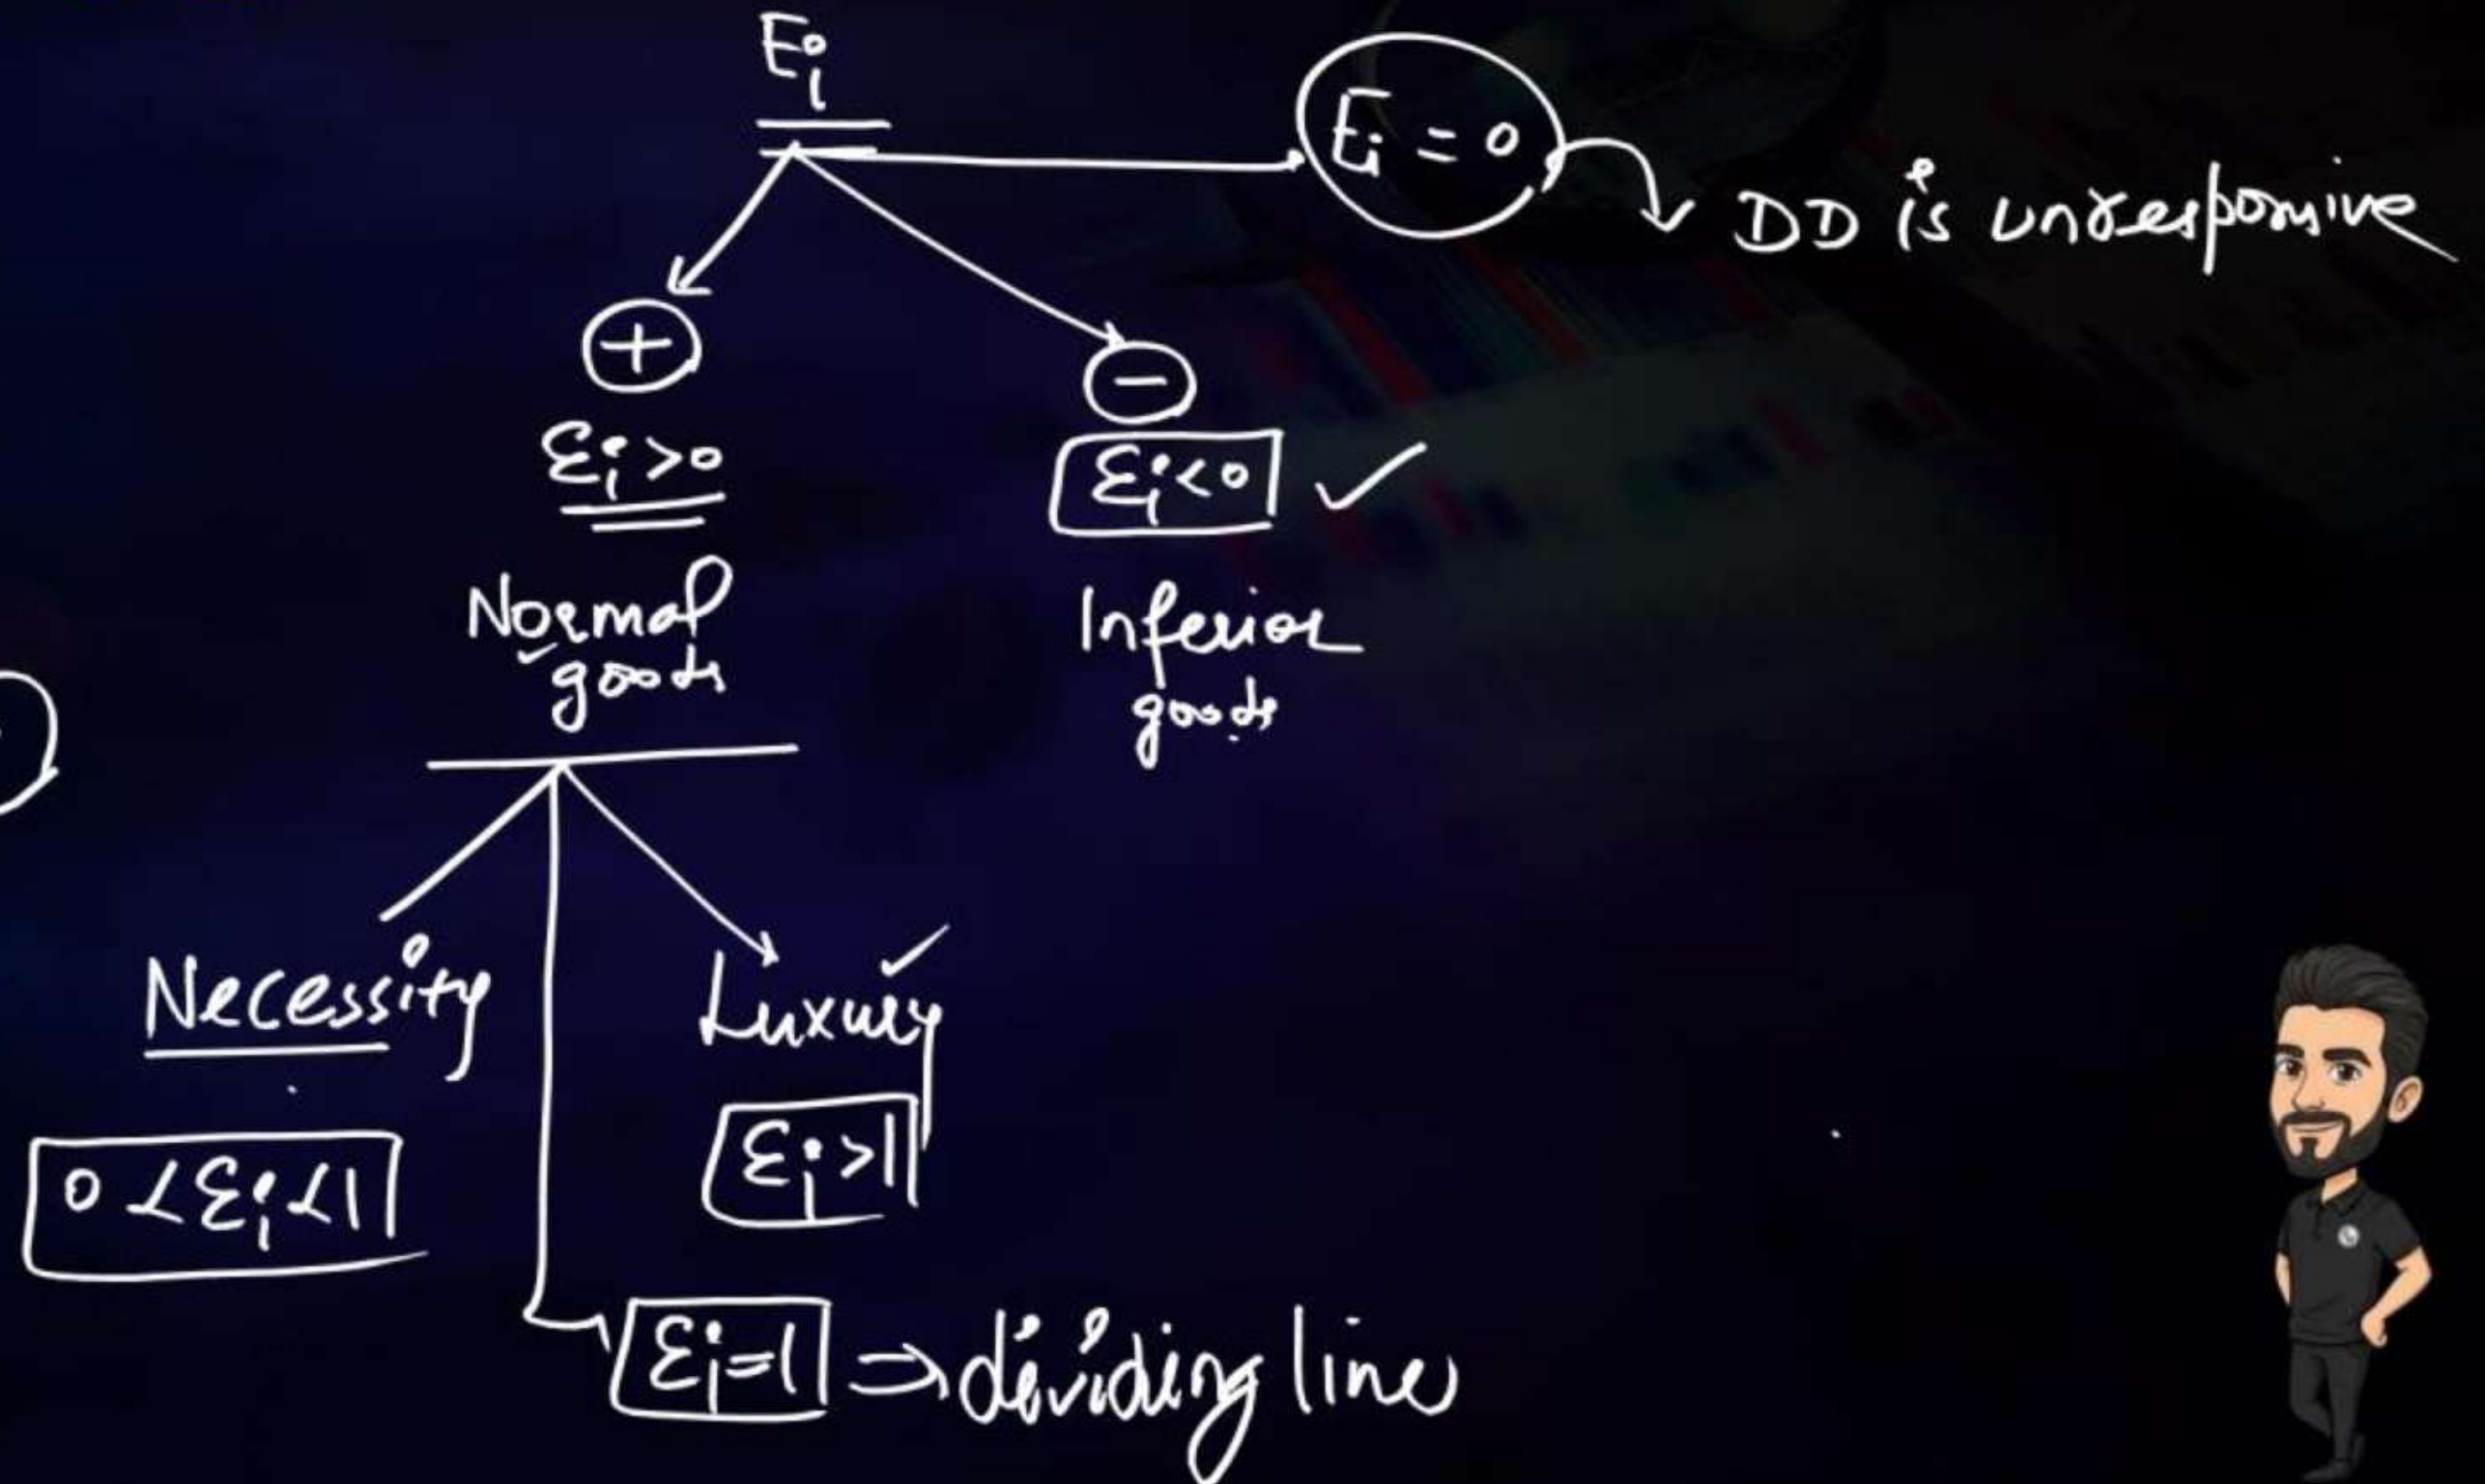 Ei
Ei = 0
DD is unresponsive
+
Ei>0
Normal
goods
−
Ei<0 ✓
Inferior
goods
Necessity
0 < Ei < 1
Luxury ✓
Ei>1
Ei=1 ⇒ dividing line